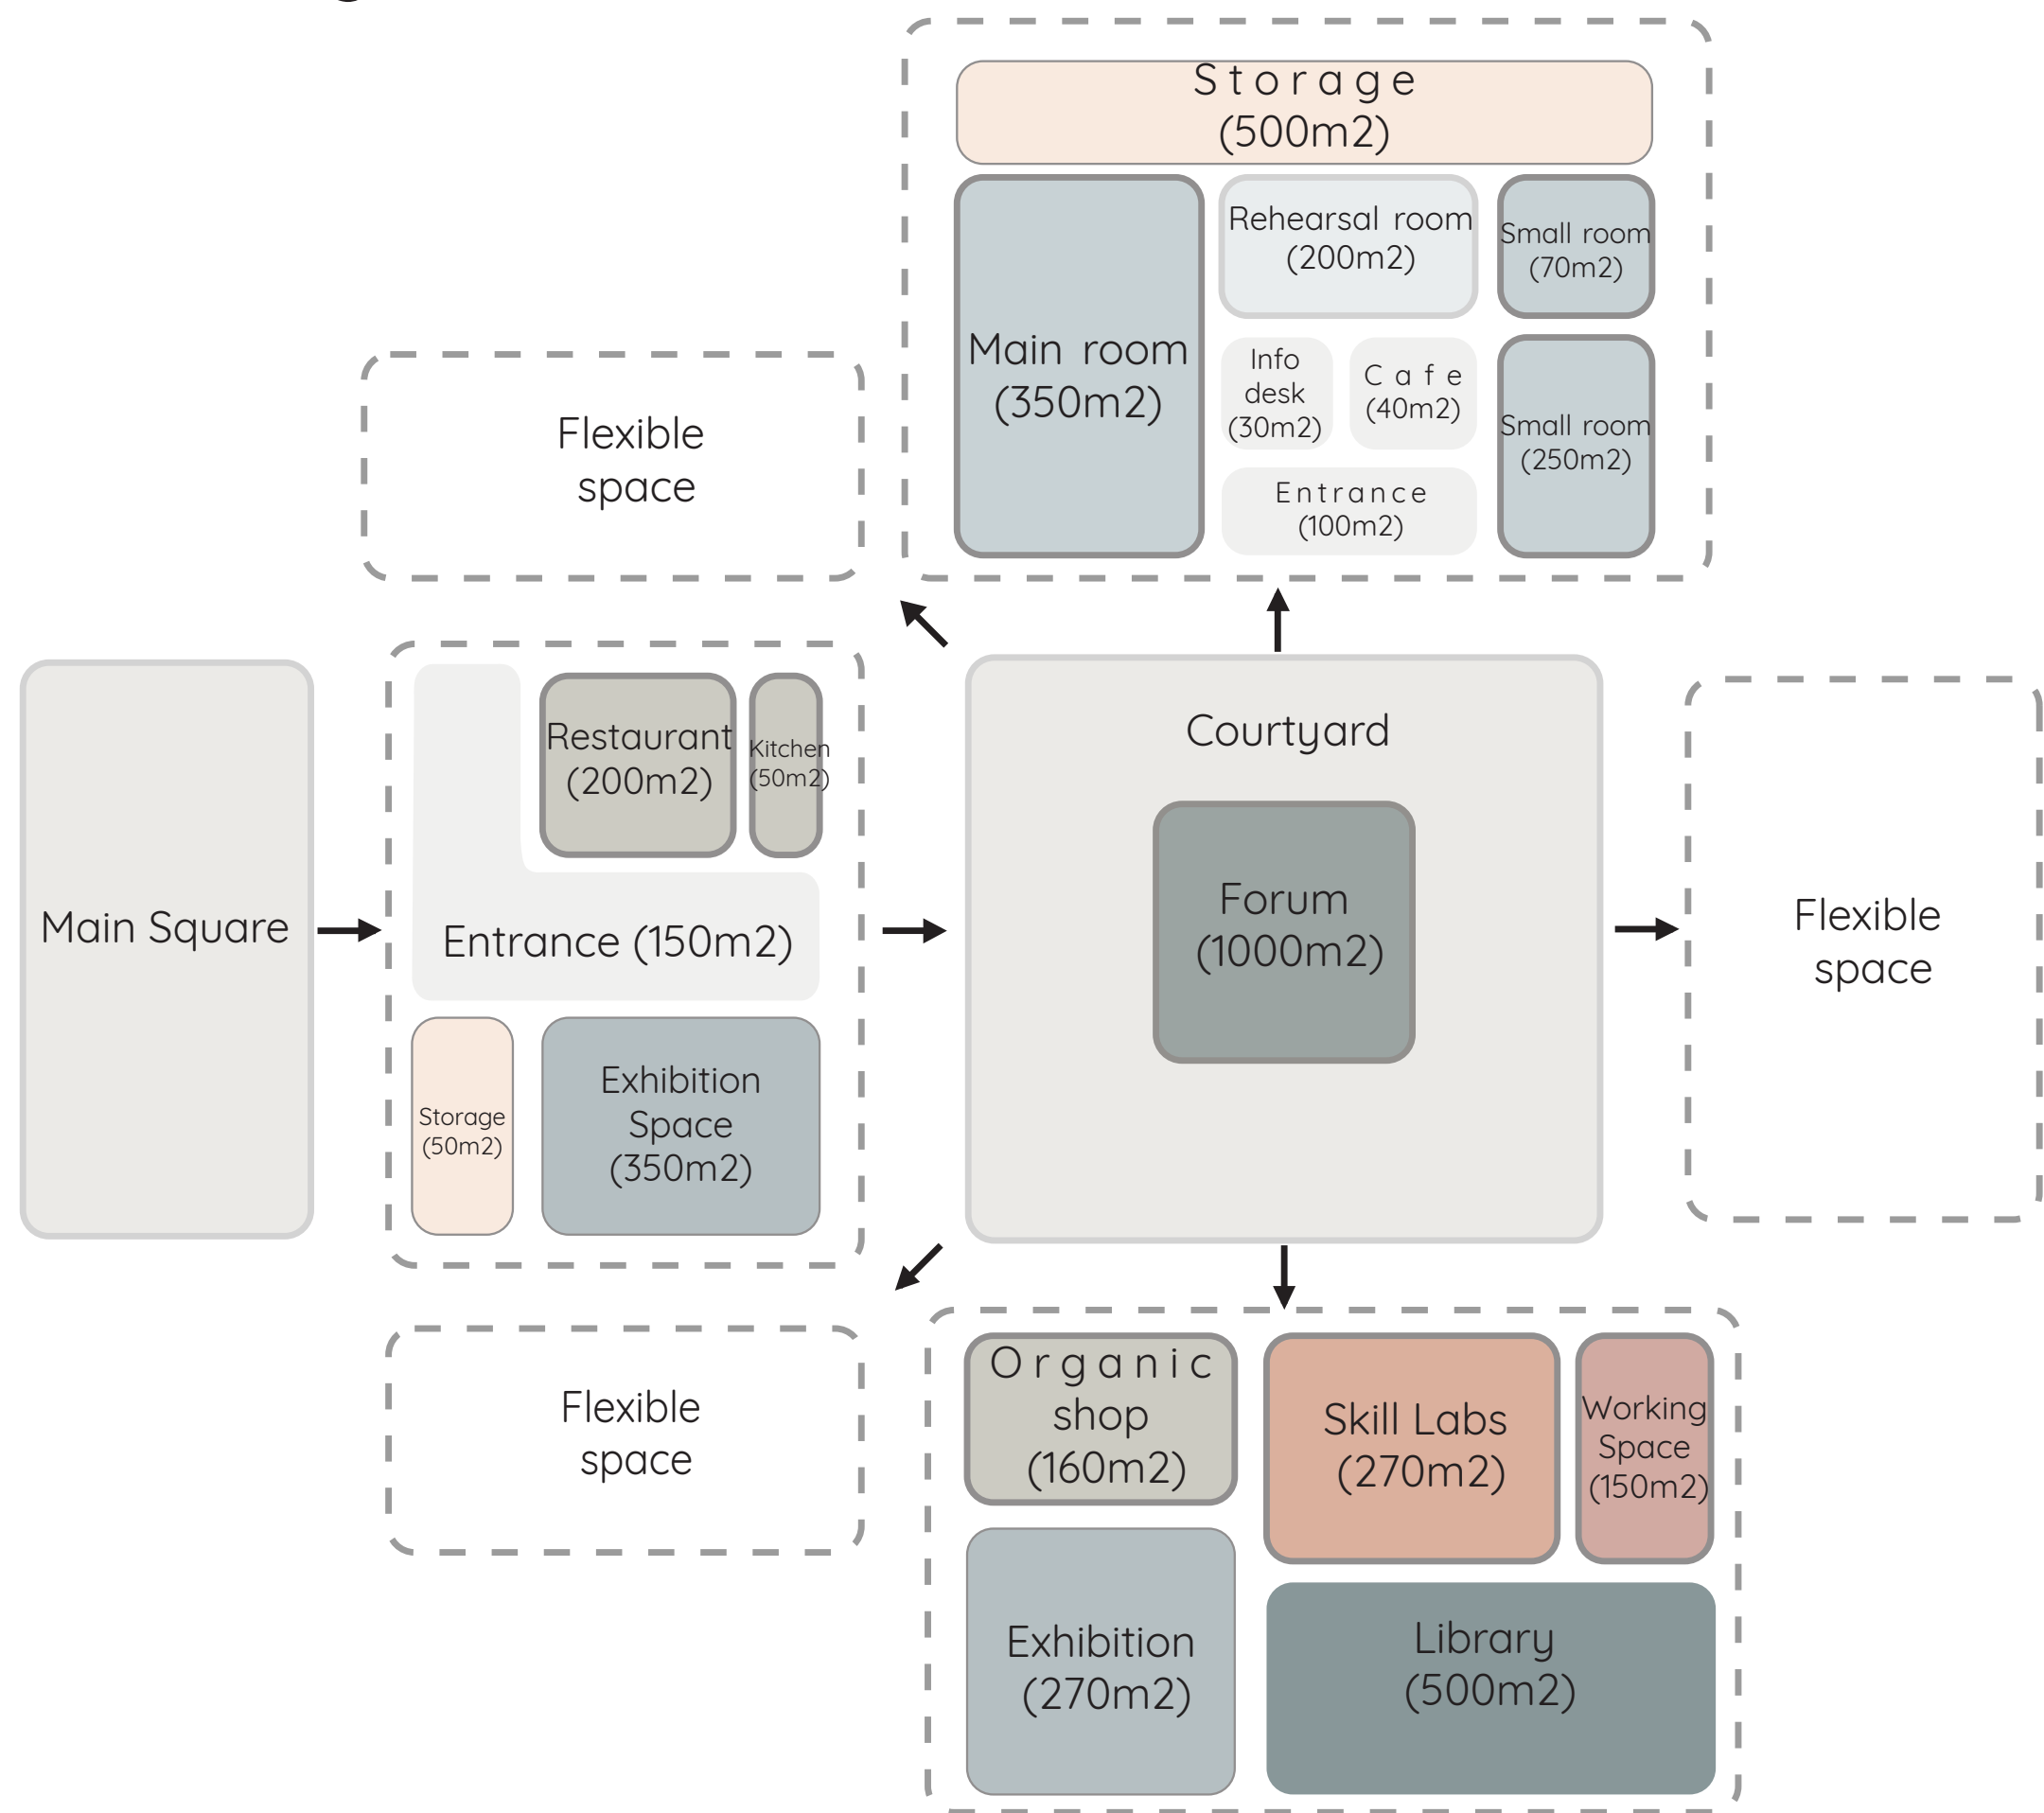 Storage
(500m2)
Main room
(350m2)
Rehearsal room
(200m2)
Small room
(70m2)
Info
desk
(30m2)
Cafe
(40m2)
Small room
(250m2)
Entrance
(100m2)
Flexible
space
Main Square
Restaurant
(200m2)
Kitchen
(50m2)
Entrance (150m2)
Storage
(50m2)
Exhibition
Space
(350m2)
Courtyard
Forum
(1000m2)
Flexible
space
Flexible
space
Organic
shop
(160m2)
Skill Labs
(270m2)
Working
Space
(150m2)
Exhibition
(270m2)
Library
(500m2)